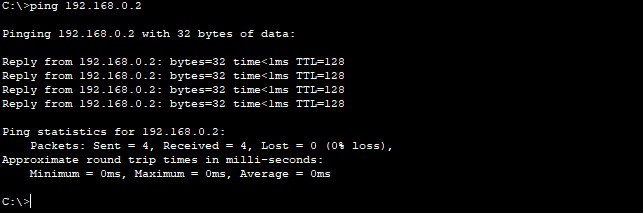 C:\>ping 192.168.0.2
Pinging 192.168.0.2 with 32 bytes of data:
Reply from 192.168.0.2: bytes=32 time<1ms TTL=128
Reply from 192.168.0.2: bytes=32 time<1ms TTL=128
Reply from 192.168.0.2: bytes=32 time<1ms TTL=128
Reply from 192.168.0.2: bytes=32 time<1ms TTL=128
Ping statistics for 192.168.0.2:
    Packets: Sent = 4, Received = 4, Lost = 0 (0% loss),
Approximate round trip times in milli-seconds:
    Minimum = 0ms, Maximum = 0ms, Average = 0ms
C:\>